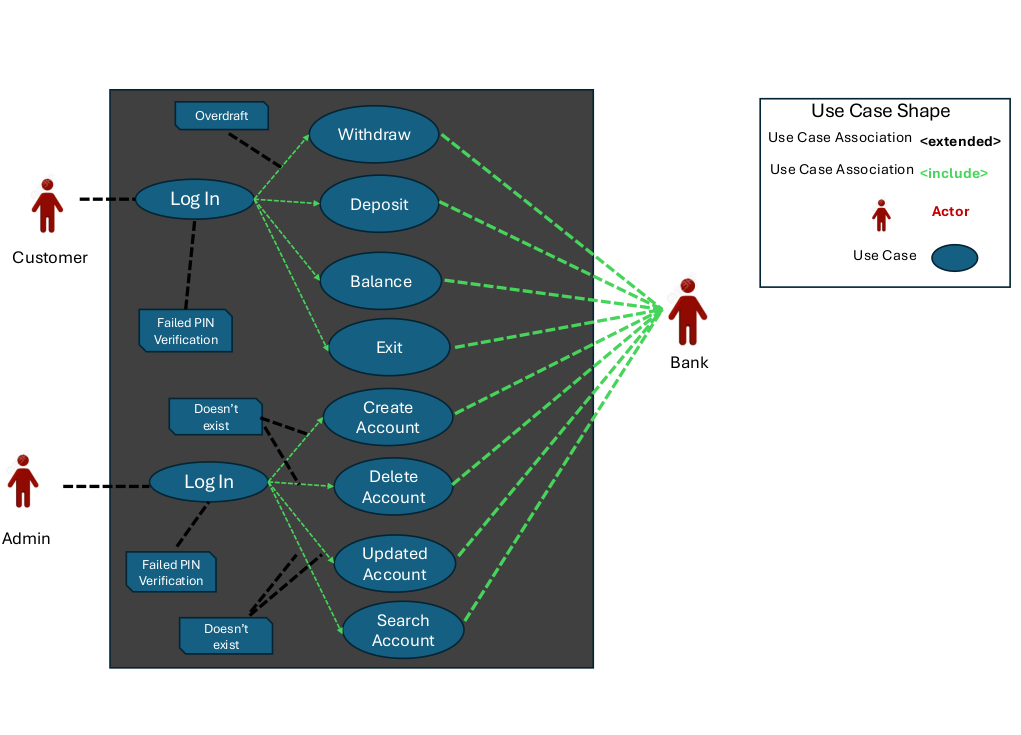 Overdraft
Withdraw
Log In
Deposit
Customer
Balance
Failed PIN
Verification
Exit
Bank
Doesn't
exist
Create
Account
Log In
Delete
Account
Admin
Failed PIN
Verification
Updated
Account
Doesn't
exist
Search
Account
Use Case Shape
Use Case Association <extended>
Use Case Association <include>
Actor
Use Case